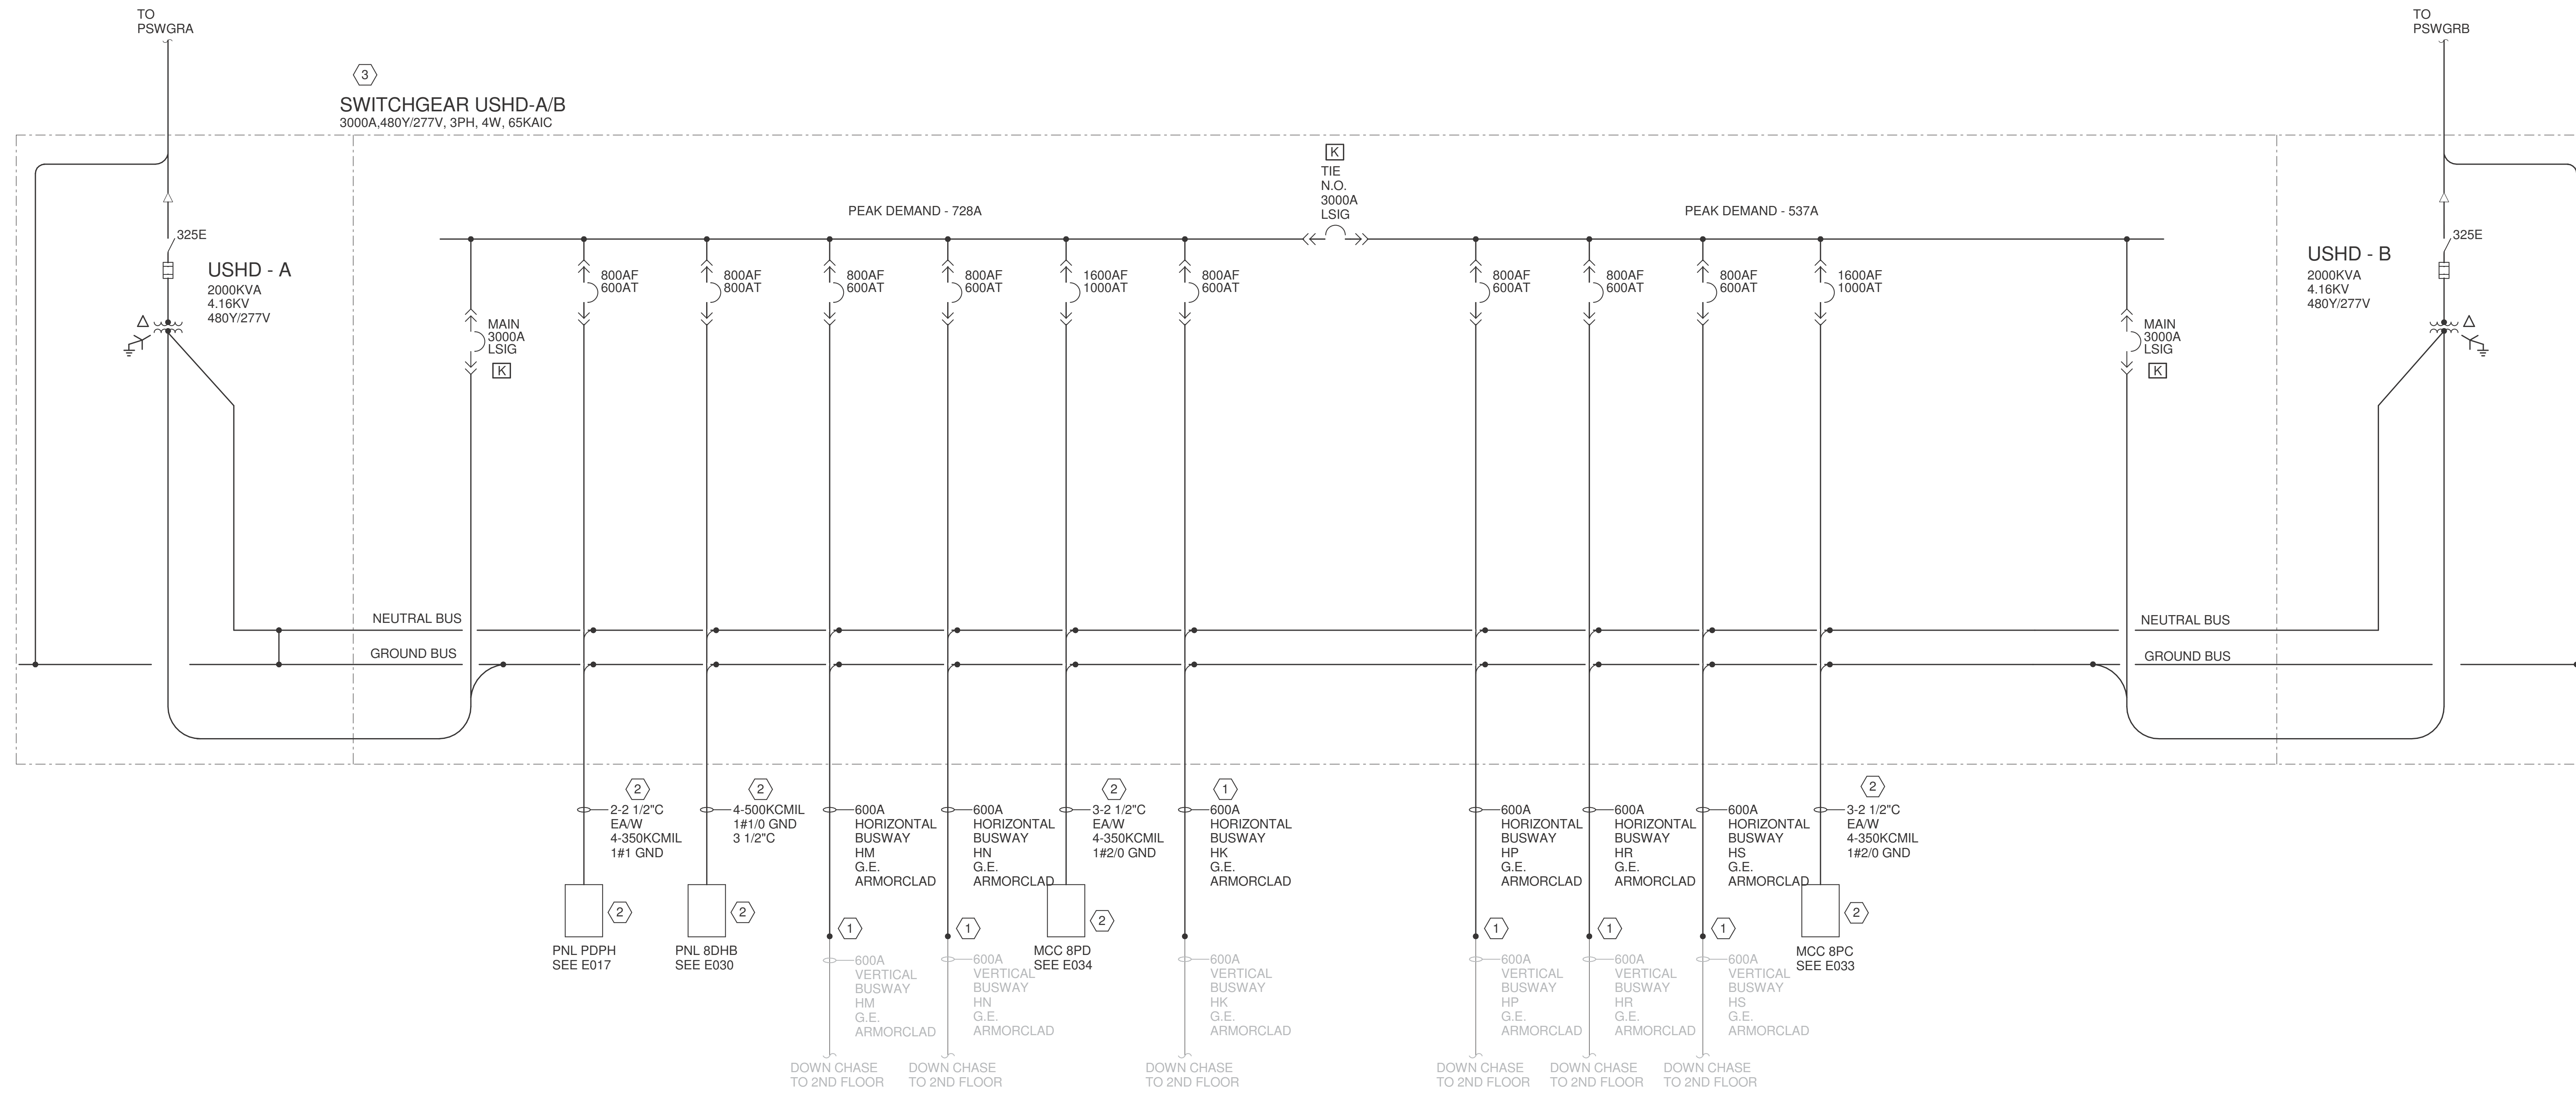 TO
PSWGRA
TO
PSWGRB
3
SWITCHGEAR USHD-A/B
3000A,480Y/277V, 3PH, 4W, 65KAIC
K
TIE
N.O.
3000A
LSIG
PEAK DEMAND - 728A
PEAK DEMAND - 537A
325E
USHD - A
2000KVA
4.16KV
480Y/277V
MAIN
3000A
LSIG
K
800AF
600AT
800AF
800AT
800AF
600AT
800AF
600AT
1600AF
1000AT
800AF
600AT
800AF
600AT
800AF
600AT
800AF
600AT
1600AF
1000AT
MAIN
3000A
LSIG
K
325E
USHD - B
2000KVA
4.16KV
480Y/277V
NEUTRAL BUS
GROUND BUS
NEUTRAL BUS
GROUND BUS
2
2-2 1/2"C
EA/W
4-350KCMIL
1#1 GND
2
PNL PDPH
SEE E017
2
4-500KCMIL
1#1/0 GND
3 1/2"C
2
PNL 8DHB
SEE E030
600A
HORIZONTAL
BUSWAY
HM
G.E.
ARMORCLAD
1
600A
VERTICAL
BUSWAY
HM
G.E.
ARMORCLAD
DOWN CHASE
TO 2ND FLOOR
600A
HORIZONTAL
BUSWAY
HN
G.E.
ARMORCLAD
1
600A
VERTICAL
BUSWAY
HN
G.E.
ARMORCLAD
DOWN CHASE
TO 2ND FLOOR
2
3-2 1/2"C
EA/W
4-350KCMIL
1#2/0 GND
2
MCC 8PD
SEE E034
1
600A
HORIZONTAL
BUSWAY
HK
G.E.
ARMORCLAD
600A
VERTICAL
BUSWAY
HK
G.E.
ARMORCLAD
DOWN CHASE
TO 2ND FLOOR
600A
HORIZONTAL
BUSWAY
HP
G.E.
ARMORCLAD
1
600A
VERTICAL
BUSWAY
HP
G.E.
ARMORCLAD
DOWN CHASE
TO 2ND FLOOR
600A
HORIZONTAL
BUSWAY
HR
G.E.
ARMORCLAD
1
600A
VERTICAL
BUSWAY
HR
G.E.
ARMORCLAD
DOWN CHASE
TO 2ND FLOOR
600A
HORIZONTAL
BUSWAY
HS
G.E.
ARMORCLAD
1
600A
VERTICAL
BUSWAY
HS
G.E.
ARMORCLAD
DOWN CHASE
TO 2ND FLOOR
2
3-2 1/2"C
EA/W
4-350KCMIL
1#2/0 GND
2
MCC 8PC
SEE E033